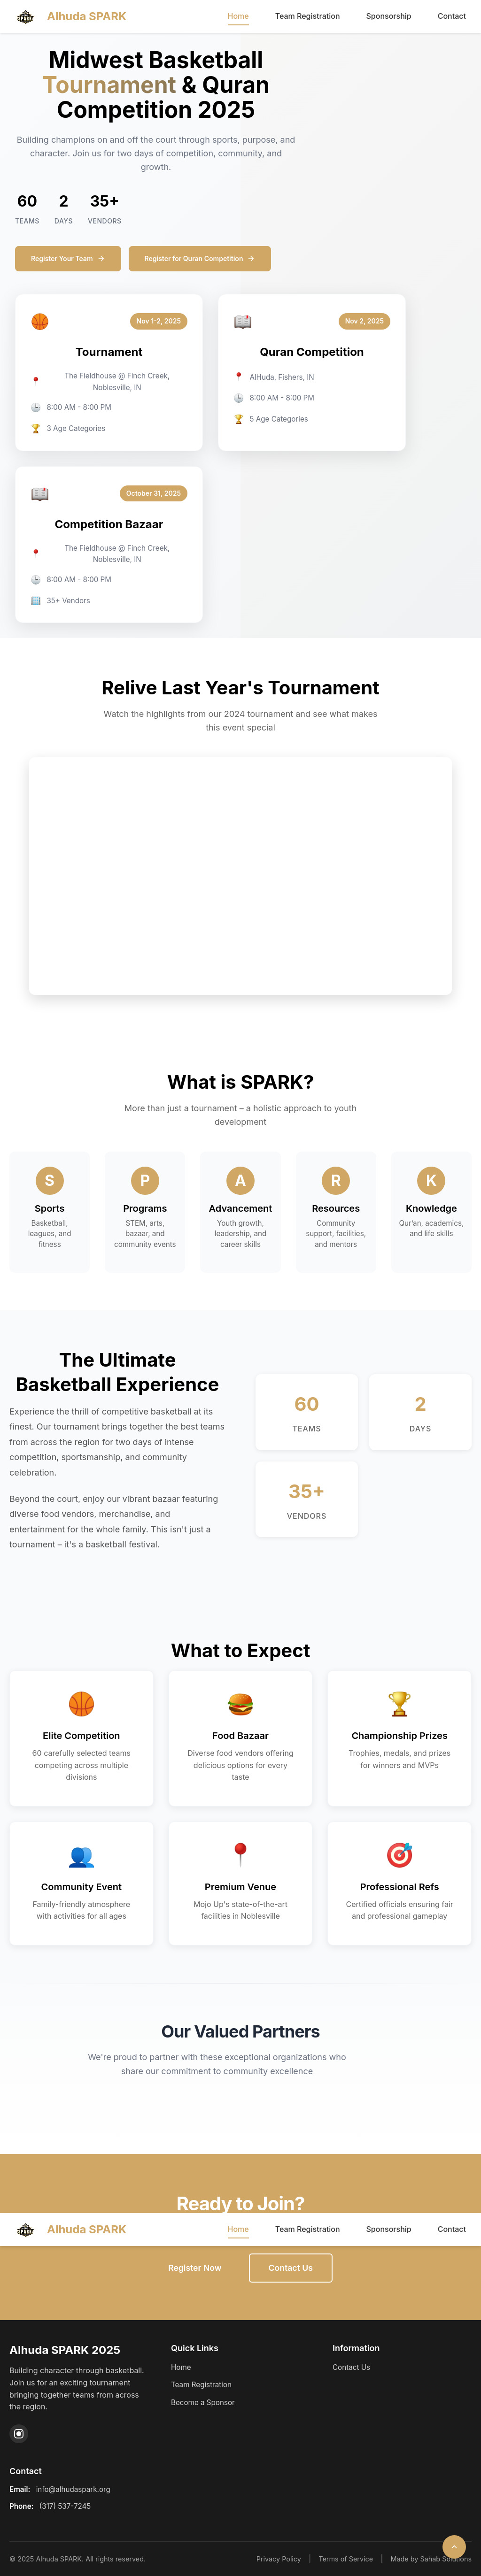 Alhuda SPARK
Home
Team Registration
Sponsorship
Contact
Midwest Basketball
Tournament & Quran
Competition 2025
Building champions on and off the court through sports, purpose, and
character. Join us for two days of competition, community, and
growth.
60
TEAMS
2
DAYS
35+
VENDORS
Register Your Team
Register for Quran Competition
Nov 1-2, 2025
Tournament
The Fieldhouse @ Finch Creek,
Noblesville, IN
8:00 AM - 8:00 PM
3 Age Categories
Nov 2, 2025
Quran Competition
AlHuda, Fishers, IN
8:00 AM - 8:00 PM
5 Age Categories
October 31, 2025
Competition Bazaar
The Fieldhouse @ Finch Creek,
Noblesville, IN
8:00 AM - 8:00 PM
35+ Vendors
Relive Last Year's Tournament
Watch the highlights from our 2024 tournament and see what makes
this event special
What is SPARK?
More than just a tournament – a holistic approach to youth
development
S
Sports
Basketball,
leagues, and
fitness
P
Programs
STEM, arts,
bazaar, and
community events
A
Advancement
Youth growth,
leadership, and
career skills
R
Resources
Community
support, facilities,
and mentors
K
Knowledge
Qur'an, academics,
and life skills
The Ultimate
Basketball Experience
Experience the thrill of competitive basketball at its
finest. Our tournament brings together the best teams
from across the region for two days of intense
competition, sportsmanship, and community
celebration.
Beyond the court, enjoy our vibrant bazaar featuring
diverse food vendors, merchandise, and
entertainment for the whole family. This isn't just a
tournament – it's a basketball festival.
60
TEAMS
2
DAYS
35+
VENDORS
What to Expect
Elite Competition
60 carefully selected teams
competing across multiple
divisions
Food Bazaar
Diverse food vendors offering
delicious options for every
taste
Championship Prizes
Trophies, medals, and prizes
for winners and MVPs
Community Event
Family-friendly atmosphere
with activities for all ages
Premium Venue
Mojo Up's state-of-the-art
facilities in Noblesville
Professional Refs
Certified officials ensuring fair
and professional gameplay
Our Valued Partners
We're proud to partner with these exceptional organizations who
share our commitment to community excellence
Ready to Join?
Alhuda SPARK
Home
Team Registration
Sponsorship
Contact
Register Now
Contact Us
Alhuda SPARK 2025
Building character through basketball.
Join us for an exciting tournament
bringing together teams from across
the region.
Quick Links
Home
Team Registration
Become a Sponsor
Information
Contact Us
Contact
Email: info@alhudaspark.org
Phone: (317) 537-7245
© 2025 Alhuda SPARK. All rights reserved.
Privacy Policy | Terms of Service | Made by Sahab Solutions